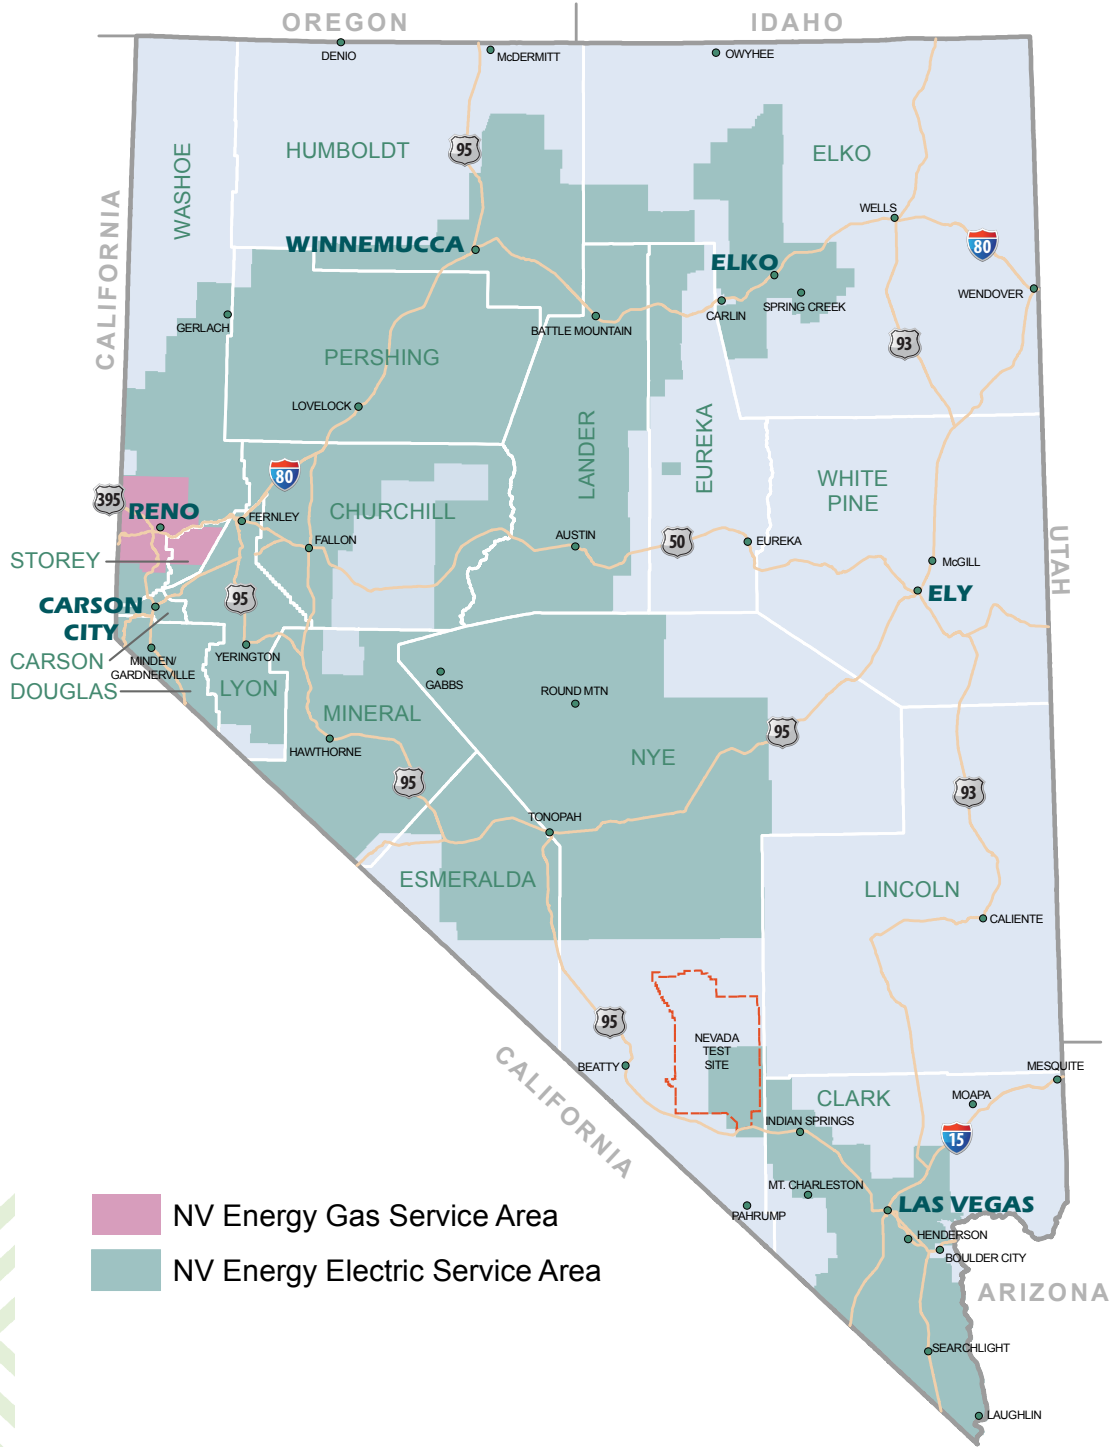 OREGON
IDAHO
DENIO
McDERMITT
OWYHEE
HUMBOLDT
95
ELKO
WASHOE
CALIFORNIA
WELLS
WINNEMUCCA
80
ELKO
WENDOVER
SPRING CREEK
CARLIN
GERLACH
BATTLE MOUNTAIN
93
PERSHING
LOVELOCK
LANDER
EUREKA
WHITE
PINE
80
395
RENO
FERNLEY
CHURCHILL
FALLON
AUSTIN
50
EUREKA
UTAH
STOREY
McGILL
ELY
95
CARSON
CITY
CARSON
MINDEN/
GARDNERVILLE
YERINGTON
DOUGLAS
LYON
GABBS
ROUND MTN
MINERAL
95
HAWTHORNE
NYE
95
93
TONOPAH
ESMERALDA
LINCOLN
CALIENTE
95
NEVADA
TEST
SITE
BEATTY
CALIFORNIA
MESQUITE
CLARK
MOAPA
INDIAN SPRINGS
15
MT. CHARLESTON
PAHRUMP
LAS VEGAS
HENDERSON
BOULDER CITY
ARIZONA
SEARCHLIGHT
LAUGHLIN
NV Energy Gas Service Area
NV Energy Electric Service Area